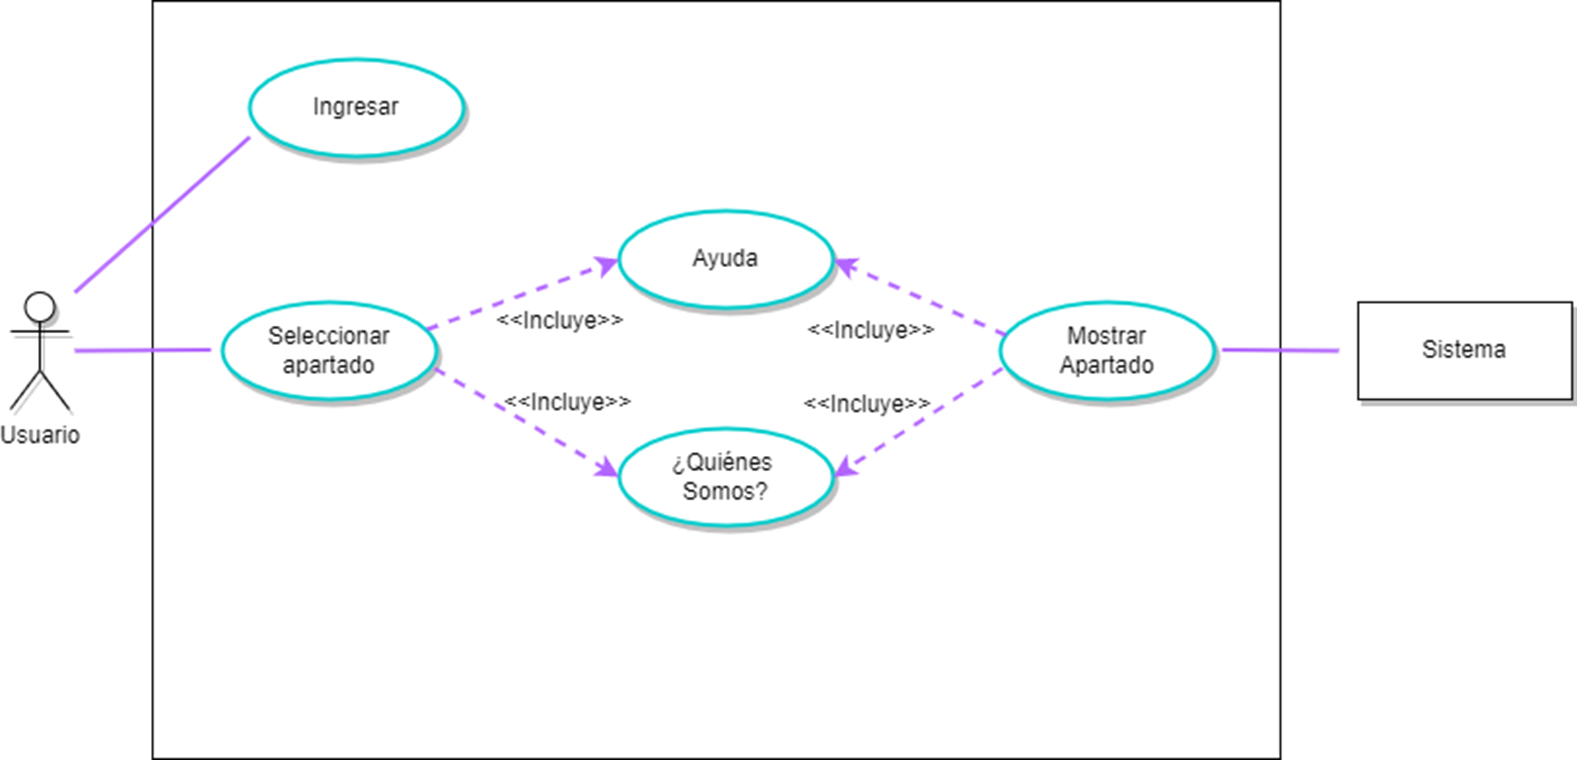 Ingresar
Ayuda
<<Incluye>>
<<Incluye>>
Seleccionar
apartado
Mostrar
Apartado
Sistema
<<Incluye>>
<<Incluye>>
Usuario
¿Quiénes
Somos?